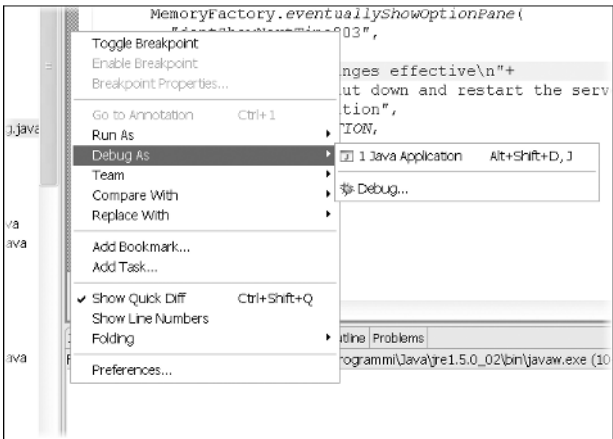 MemoryFactory.eventuallyShowOptionPane(
Toggle Breakpoint
Enable Breakpoint
Breakpoint Properties...
nges effective\n"+
ut down and restart the serv
Go to Annotation Ctrl+1
tion",
g.java
Run As
TION,
Debug As
1 Java Application Alt+Shift+D, J
Team
Compare With
Debug...
Replace With
va
ava
Add Bookmark...
Add Task...
Show Quick Diff Ctrl+Shift+Q
Show Line Numbers
Folding
utline Problems
ava
rogrammi\Java\jre1.5.0_02\bin\javaw.exe (10
Preferences...